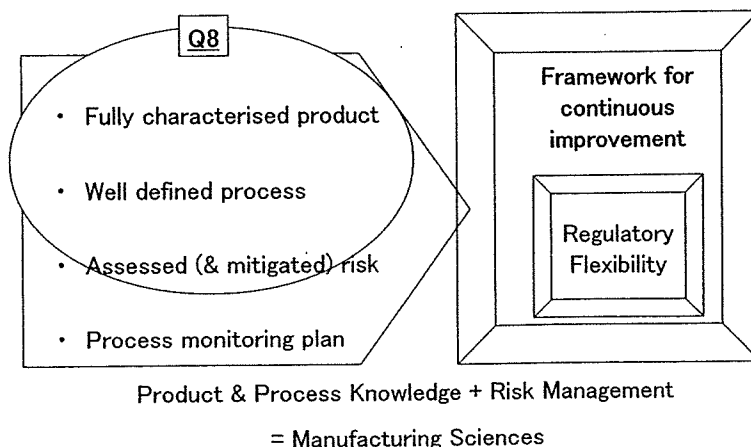 Q8
・ Fully characterised product
・ Well defined process
・ Assessed (& mitigated) risk
・ Process monitoring plan
Framework for
continuous
improvement
Regulatory
Flexibility
Product & Process Knowledge + Risk Management
= Manufacturing Sciences